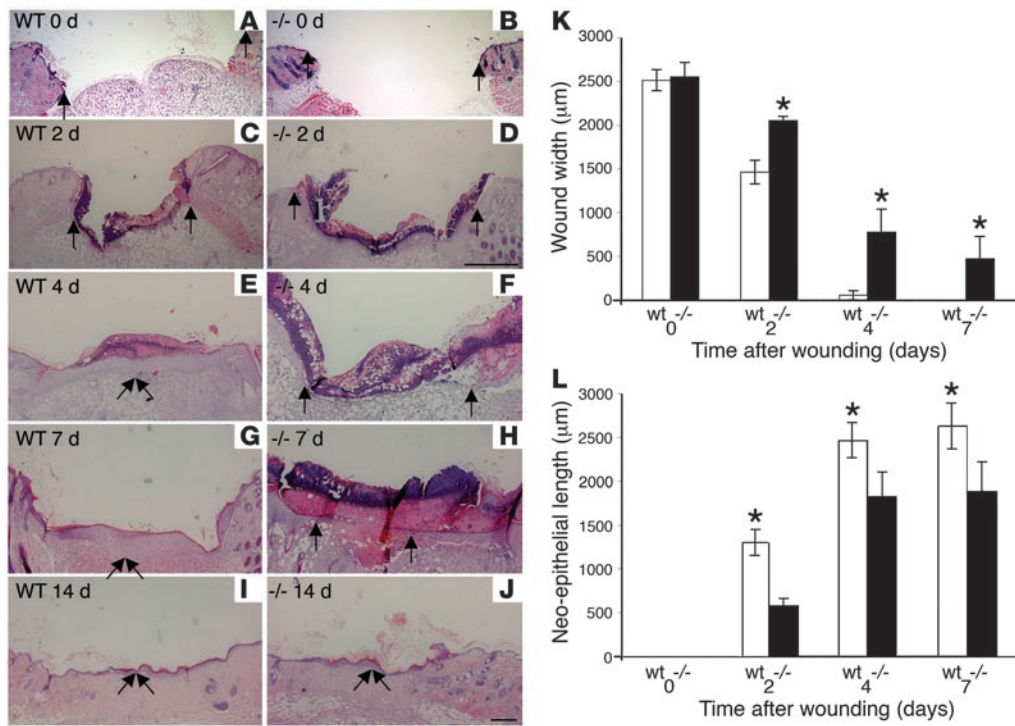 WT 0 d A
-/- 0 d B
WT 2 d C
-/- 2 d D
WT 4 d E
-/- 4 d F
WT 7 d G
-/- 7 d H
WT 14 d I
-/- 14 d J
K
Wound width (μm)
3000
2500
2000
1500
1000
500
0
* * *
wt -/- wt -/- wt -/- wt -/-
0 2 4 7
Time after wounding (days)
L
Neo-epithelial length (μm)
3000
2500
2000
1500
1000
500
0
* * *
wt -/- wt -/- wt -/- wt -/-
0 2 4 7
Time after wounding (days)